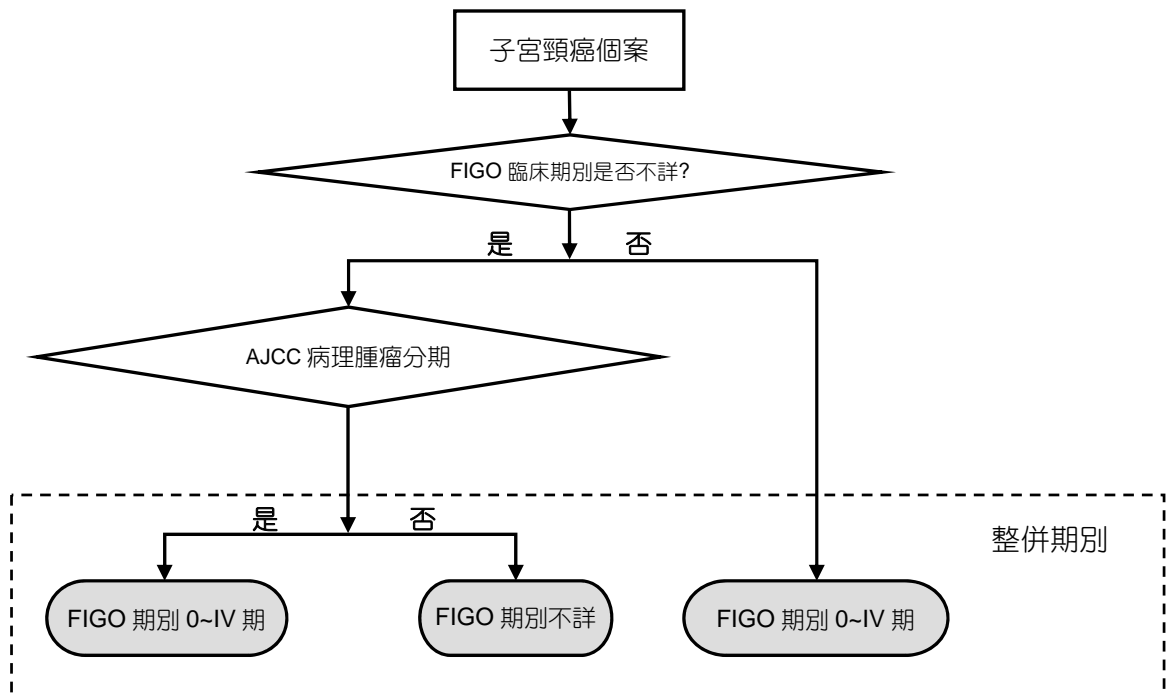 子宮頸癌個案
FIGO 臨床期別是否不詳?
是 否
AJCC 病理腫瘤分期
是 否
整併期別
FIGO 期別 0~IV 期
FIGO 期別不詳
FIGO 期別 0~IV 期